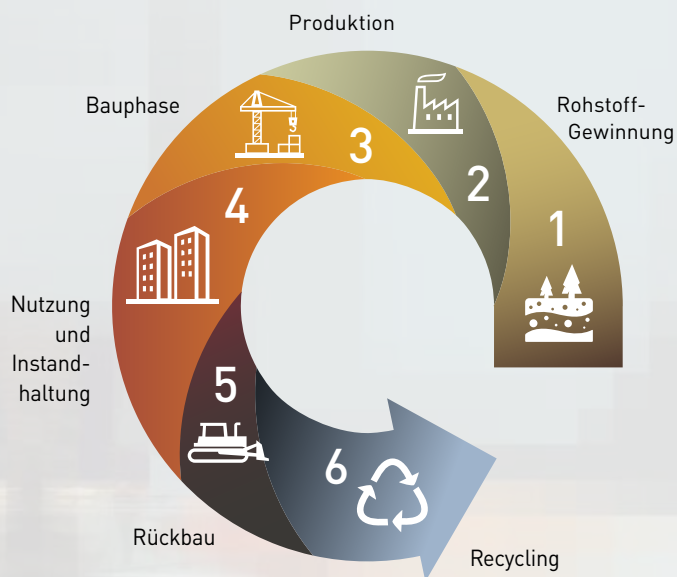 Produktion
Bauphase
Rohstoff-
Gewinnung
3
2
4
1
Nutzung
und
Instand-
haltung
5
6
Rückbau
Recycling